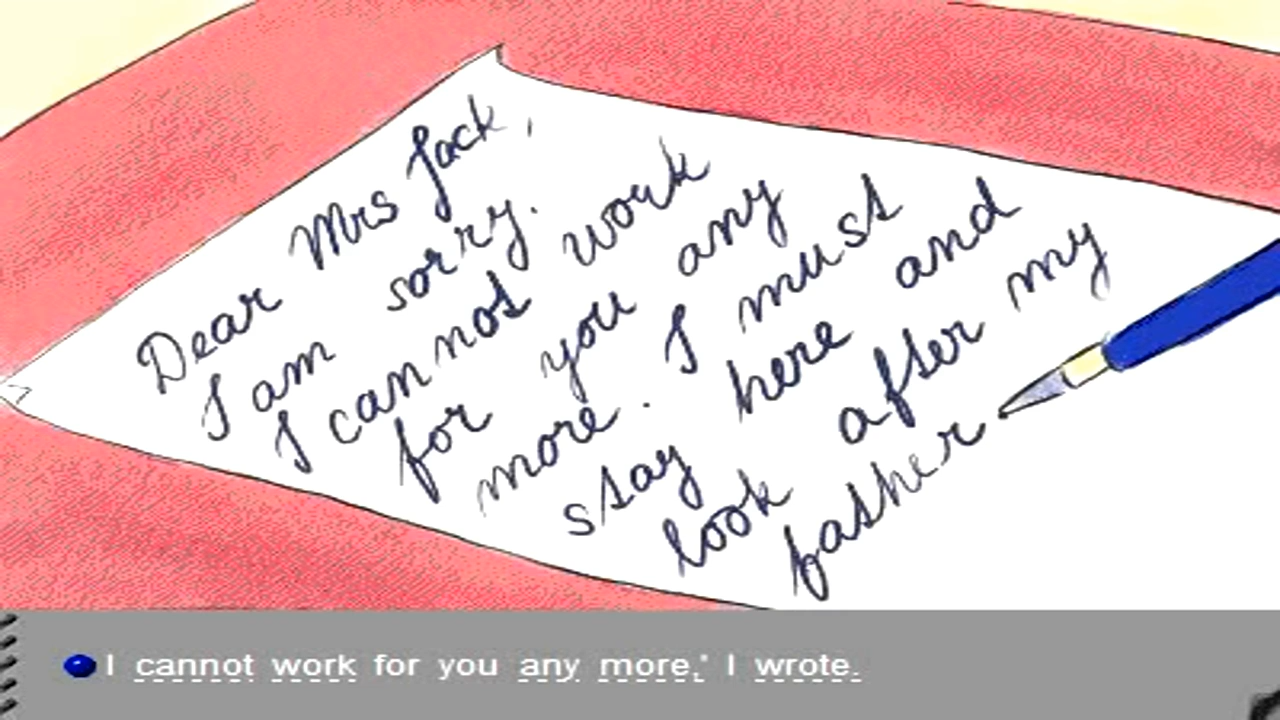 Dear Mrs Jack,
I am sorry.
I cannot work
for you any
more. I must
stay here and
look after my
father
I cannot work for you any more,' I wrote.